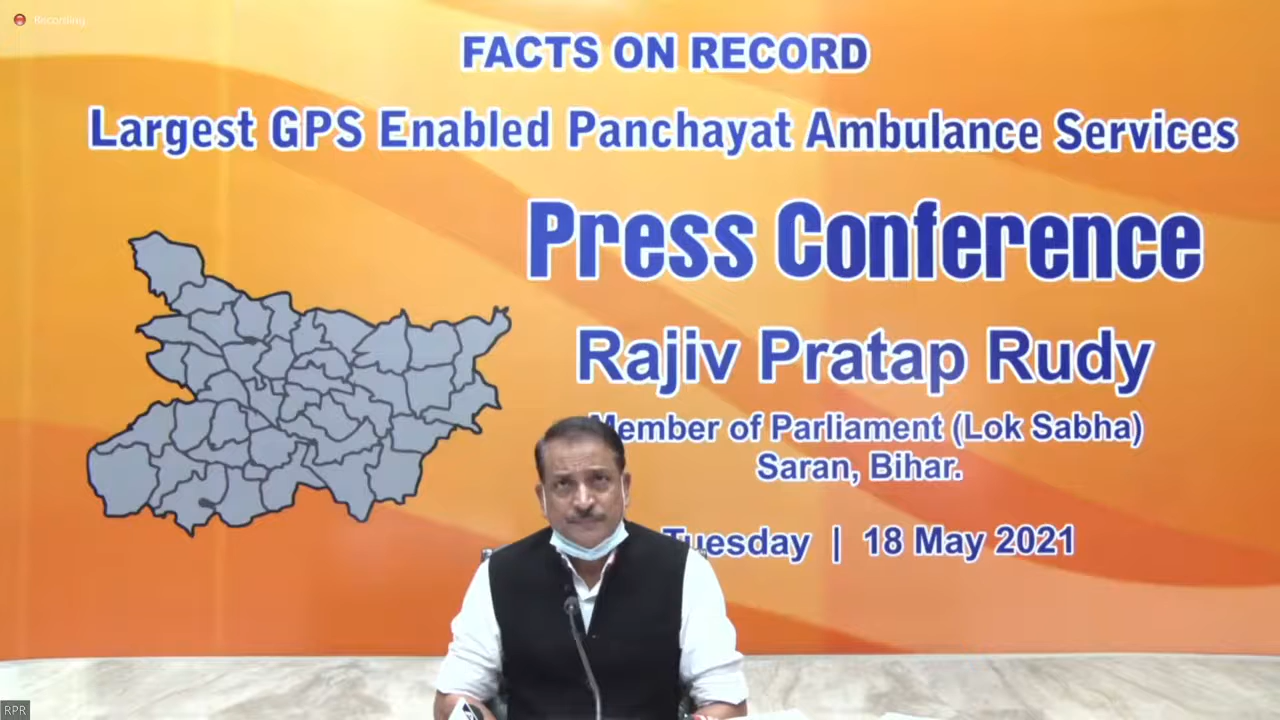 Recording
FACTS ON RECORD
Largest GPS Enabled Panchayat Ambulance Services
Press Conference
Rajiv Pratap Rudy
Member of Parliament (Lok Sabha)
Saran, Bihar.
Tuesday | 18 May 2021
RPR